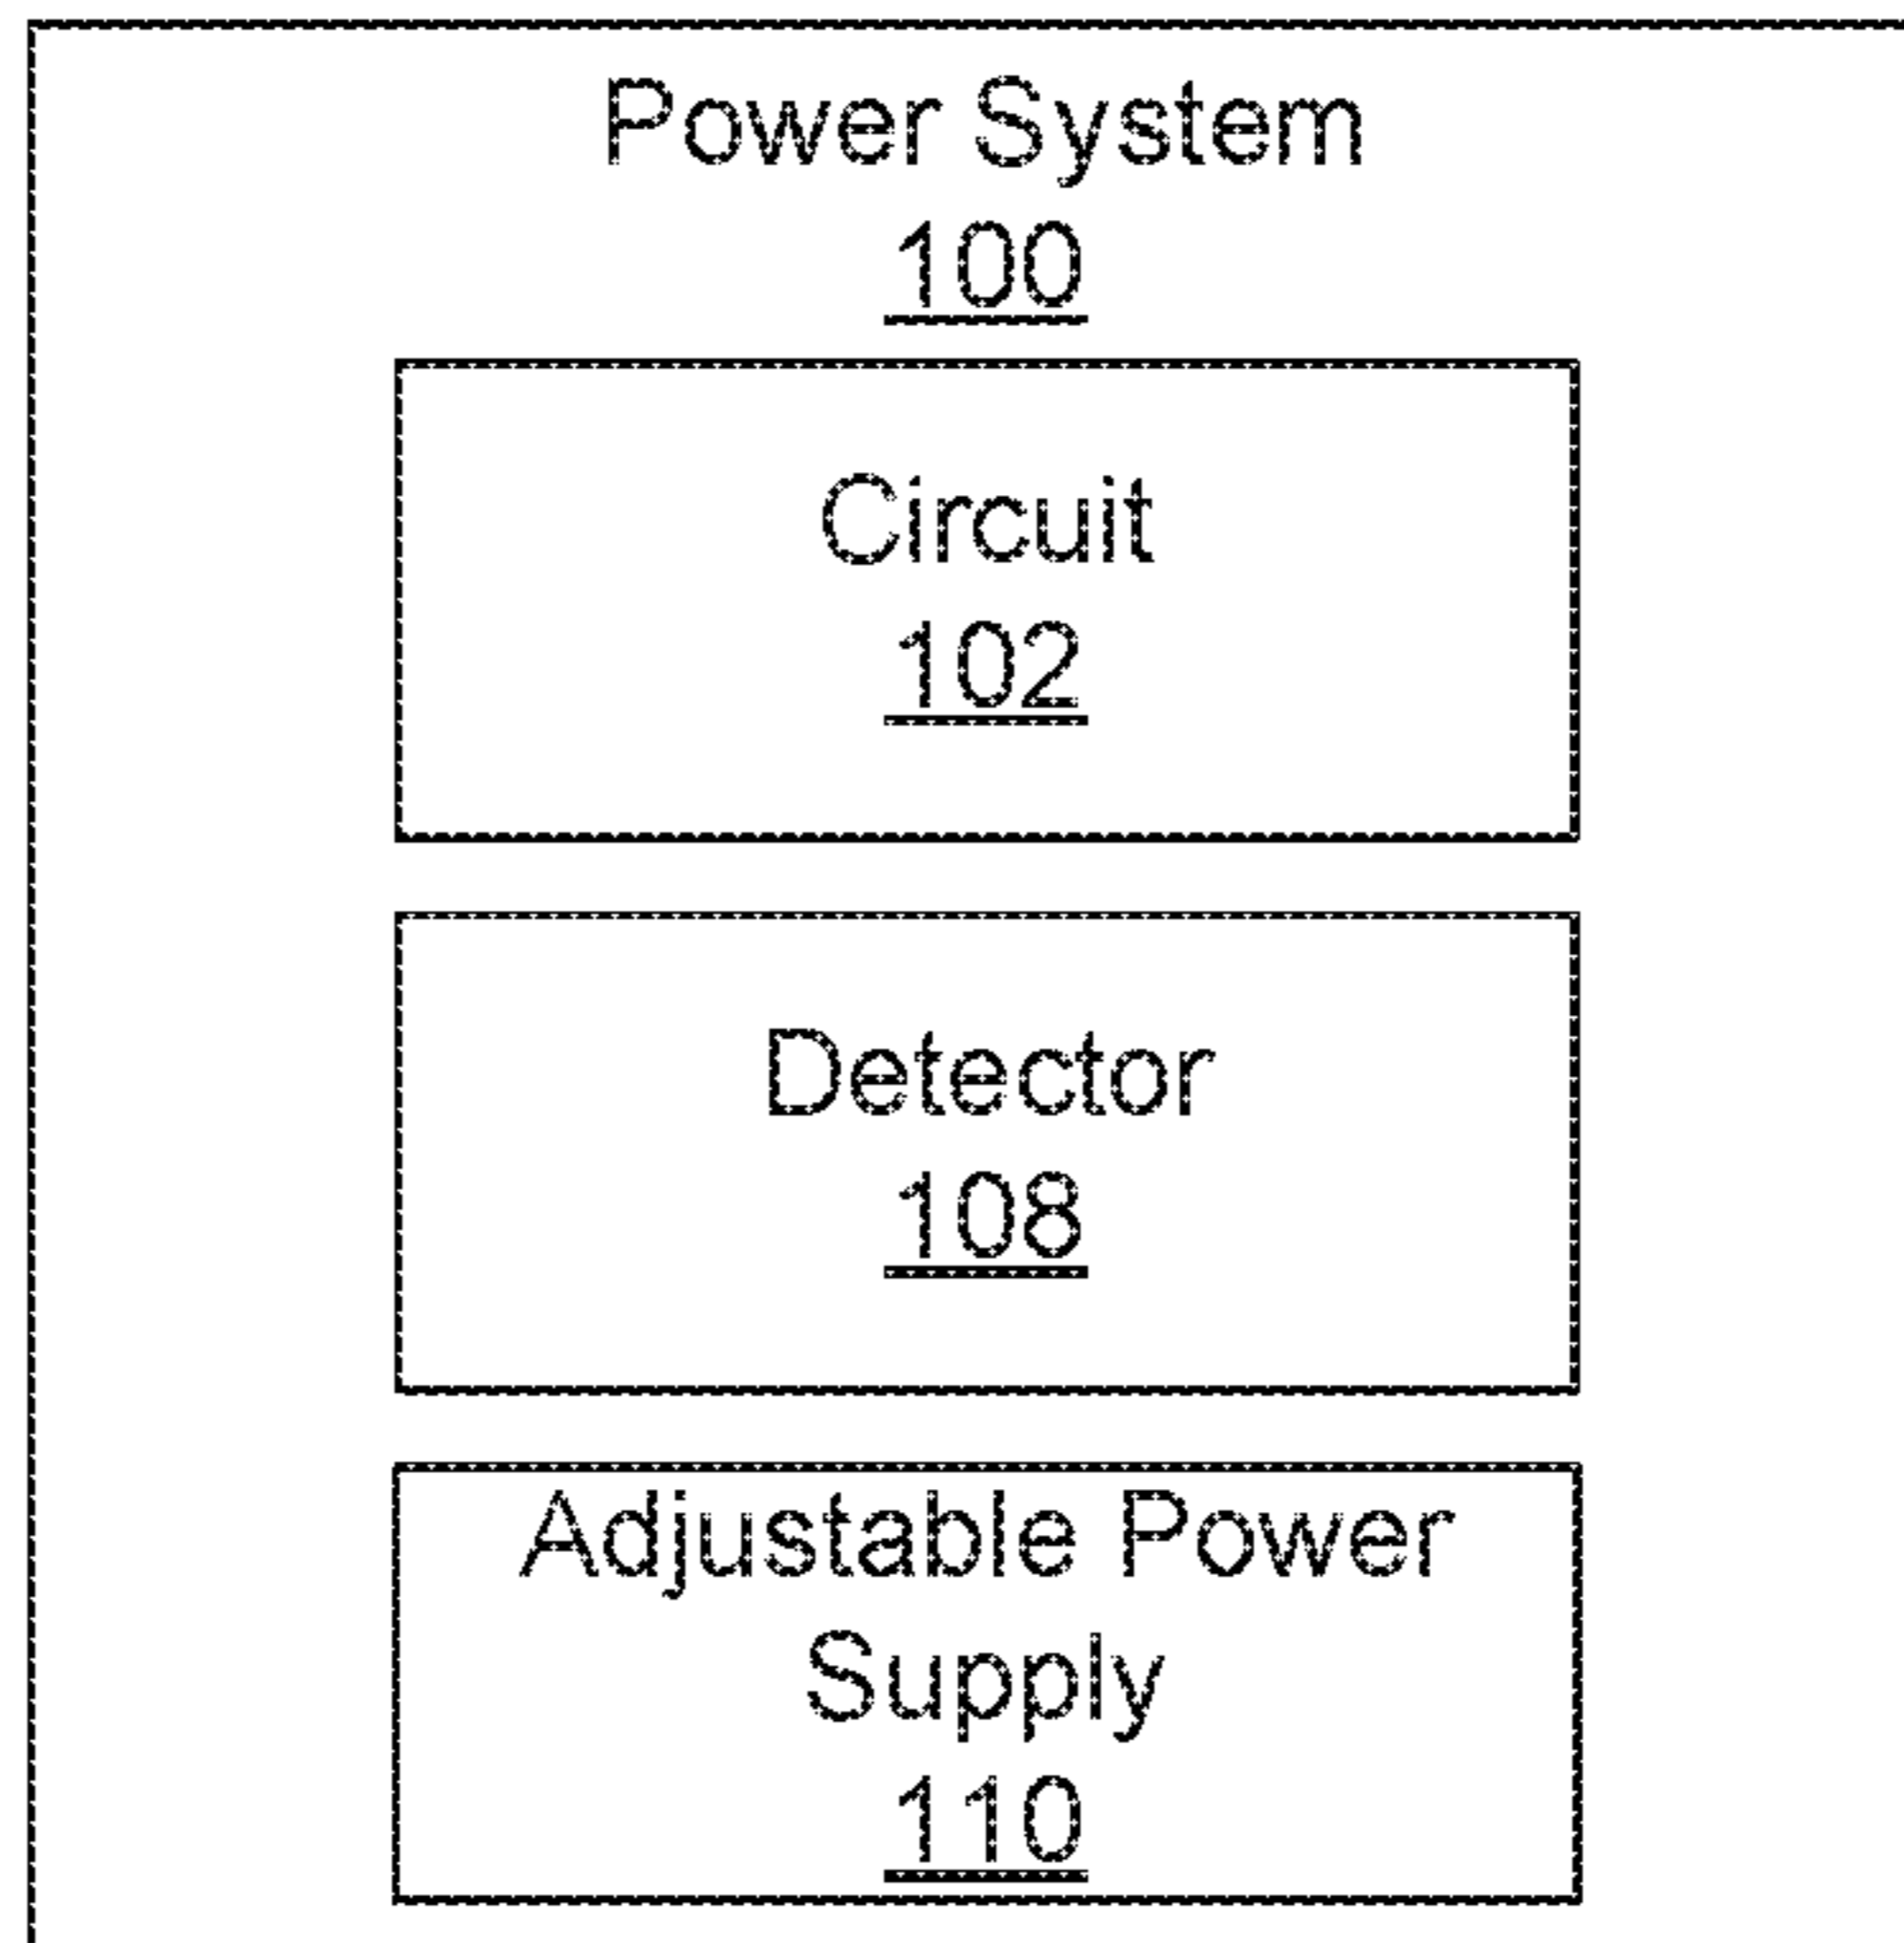 Power System
100
Circuit
102
Detector
108
Adjustable Power
Supply
110